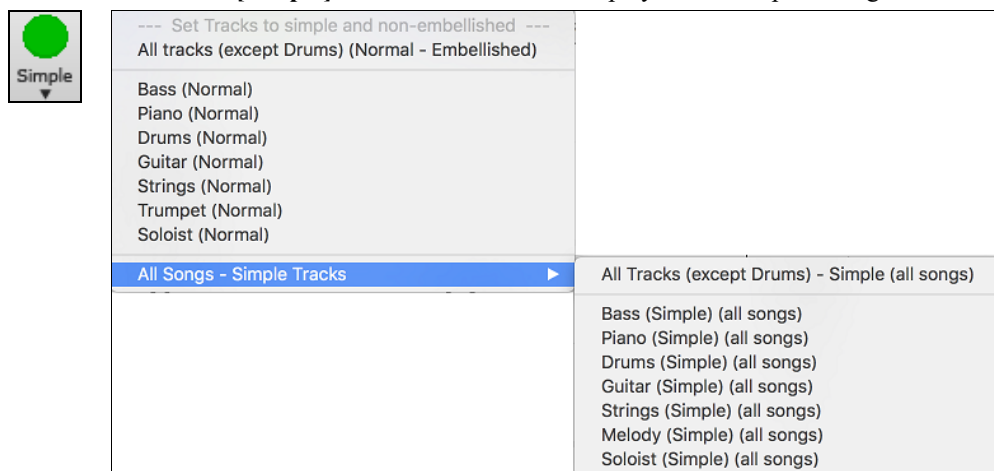 --- Set Tracks to simple and non-embellished ---
All tracks (except Drums) (Normal - Embellished)
Simple
Bass (Normal)
Piano (Normal)
Drums (Normal)
Guitar (Normal)
Strings (Normal)
Trumpet (Normal)
Soloist (Normal)
All Songs - Simple Tracks
All Tracks (except Drums) - Simple (all songs)
Bass (Simple) (all songs)
Piano (Simple) (all songs)
Drums (Simple) (all songs)
Guitar (Simple) (all songs)
Strings (Simple) (all songs)
Melody (Simple) (all songs)
Soloist (Simple) (all songs)